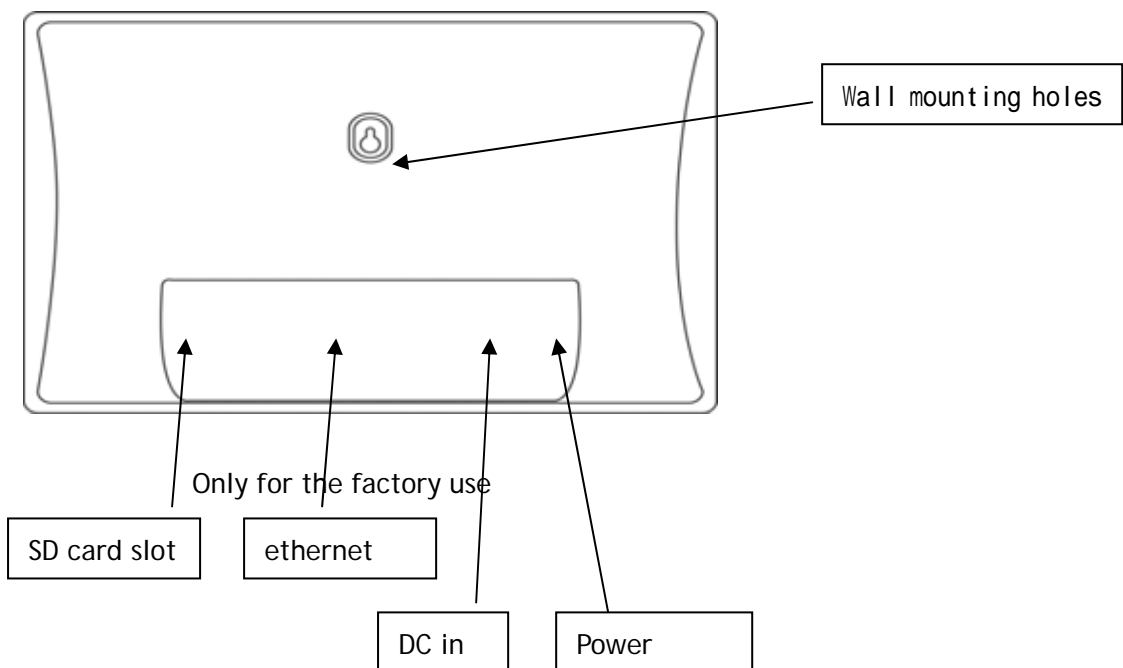 Wall mounting holes
Only for the factory use
SD card slot
ethernet
DC in
Power